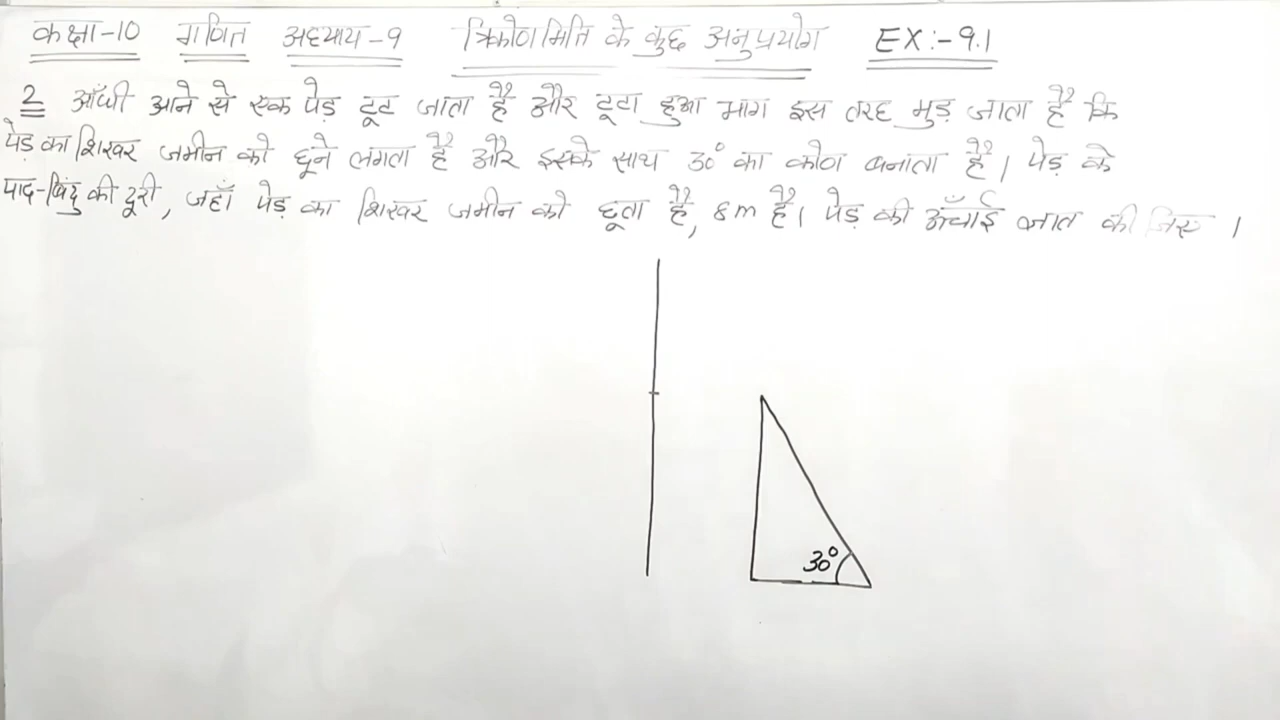 कक्षा-10 गणित अध्याय-9 त्रिकोणमिति के कुछ अनुप्रयोग EX:-9.1
2 आँधी आने से एक पेड़ टूट जाता है और टूटा हुआ भाग इस तरह मुड़ जाता है कि
पेड़ का शिखर जमीन को छूने लगता है और इसके साथ 30° का कोण बनाता है। पेड़ के
पाद-बिंदु की दूरी, जहाँ पेड़ का शिखर जमीन को छूता है, 8m है। पेड़ की ऊँचाई ज्ञात कीजिए।
30°